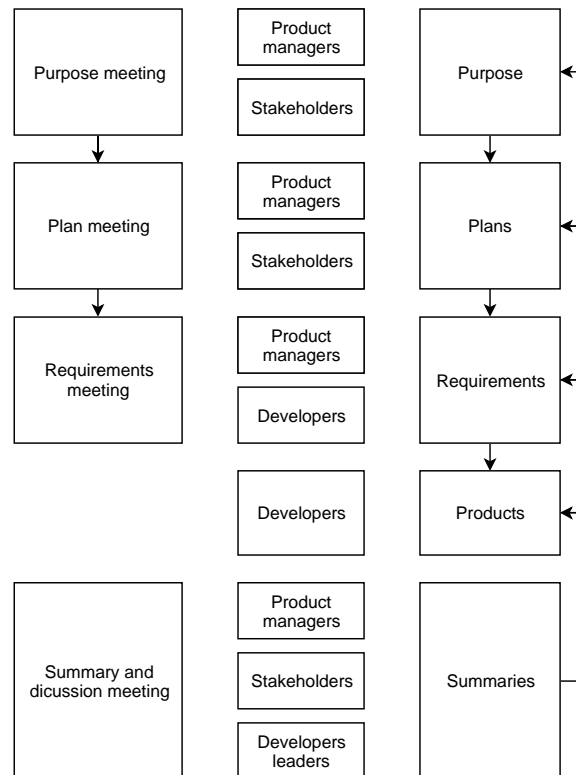 Purpose meeting
Product
managers
Stakeholders
Purpose
Plan meeting
Product
managers
Stakeholders
Plans
Requirements
meeting
Product
managers
Developers
Requirements
Developers
Products
Summary and
dicussion meeting
Product
managers
Stakeholders
Developers
leaders
Summaries